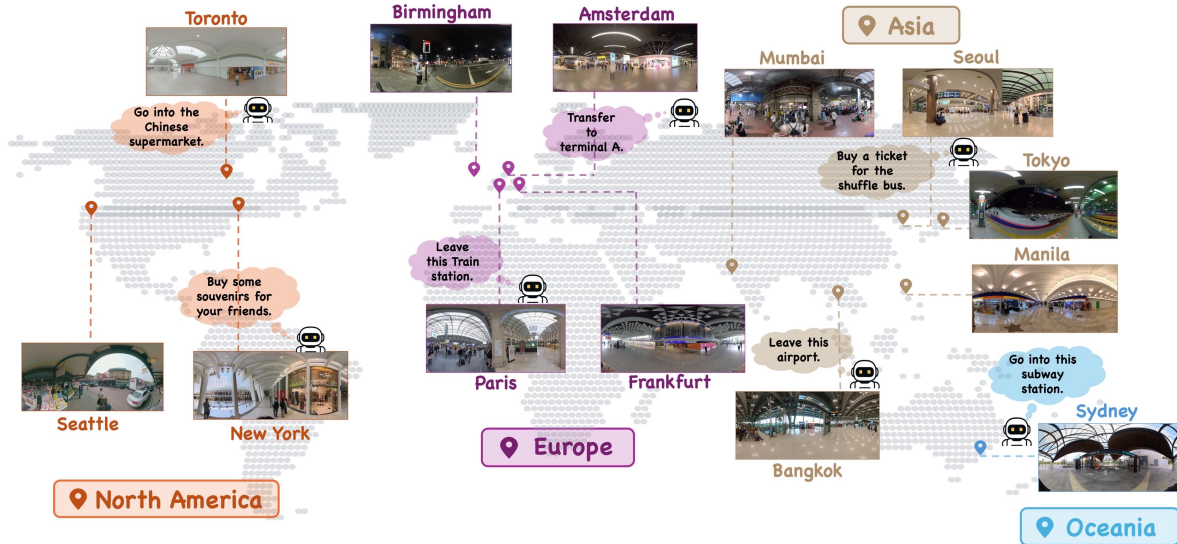 Toronto
Birmingham
Amsterdam
Asia
Mumbai
Seoul
Go into the
Chinese
supermarket.
Transfer
to
terminal A.
Buy a ticket
for the
shuffle bus.
Tokyo
Manila
Leave
this Train
station.
Buy some
souvenirs for
your friends.
Leave this
airport.
Go into this
subway
station.
Seattle
New York
Paris
Frankfurt
Bangkok
Sydney
Europe
North America
Oceania